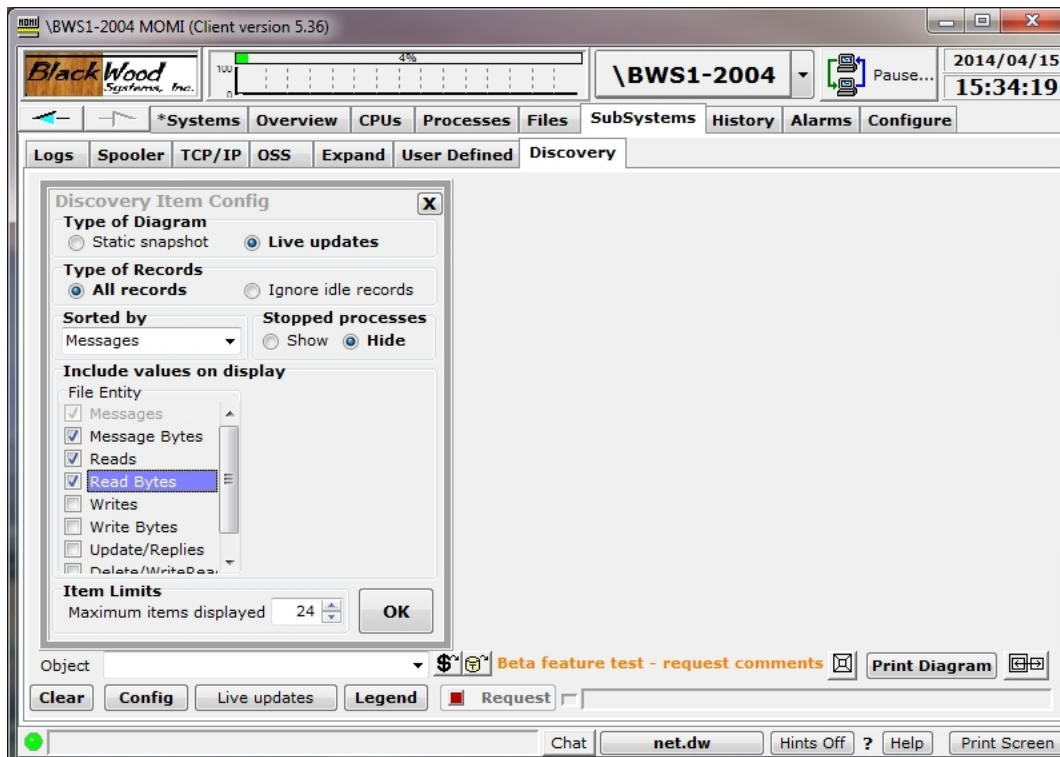 \BWS1-2004 MOMI (Client version 5.36)
BlackWood
Systems, Inc.
100
0
4%
\BWS1-2004
Pause...
2014/04/15
15:34:19
*Systems Overview CPUs Processes Files SubSystems History Alarms Configure
Logs Spooler TCP/IP OSS Expand User Defined Discovery
Discovery Item Config X
Type of Diagram
Static snapshot Live updates
Type of Records
All records Ignore idle records
Sorted by Stopped processes
Messages Show Hide
Include values on display
File Entity
Messages
Message Bytes
Reads
Read Bytes
Writes
Write Bytes
Update/Replies
Delete/WriteRea
Item Limits
Maximum items displayed 24 OK
Object $ Beta feature test - request comments Print Diagram
Clear Config Live updates Legend Request
Chat net.dw Hints Off ? Help Print Screen